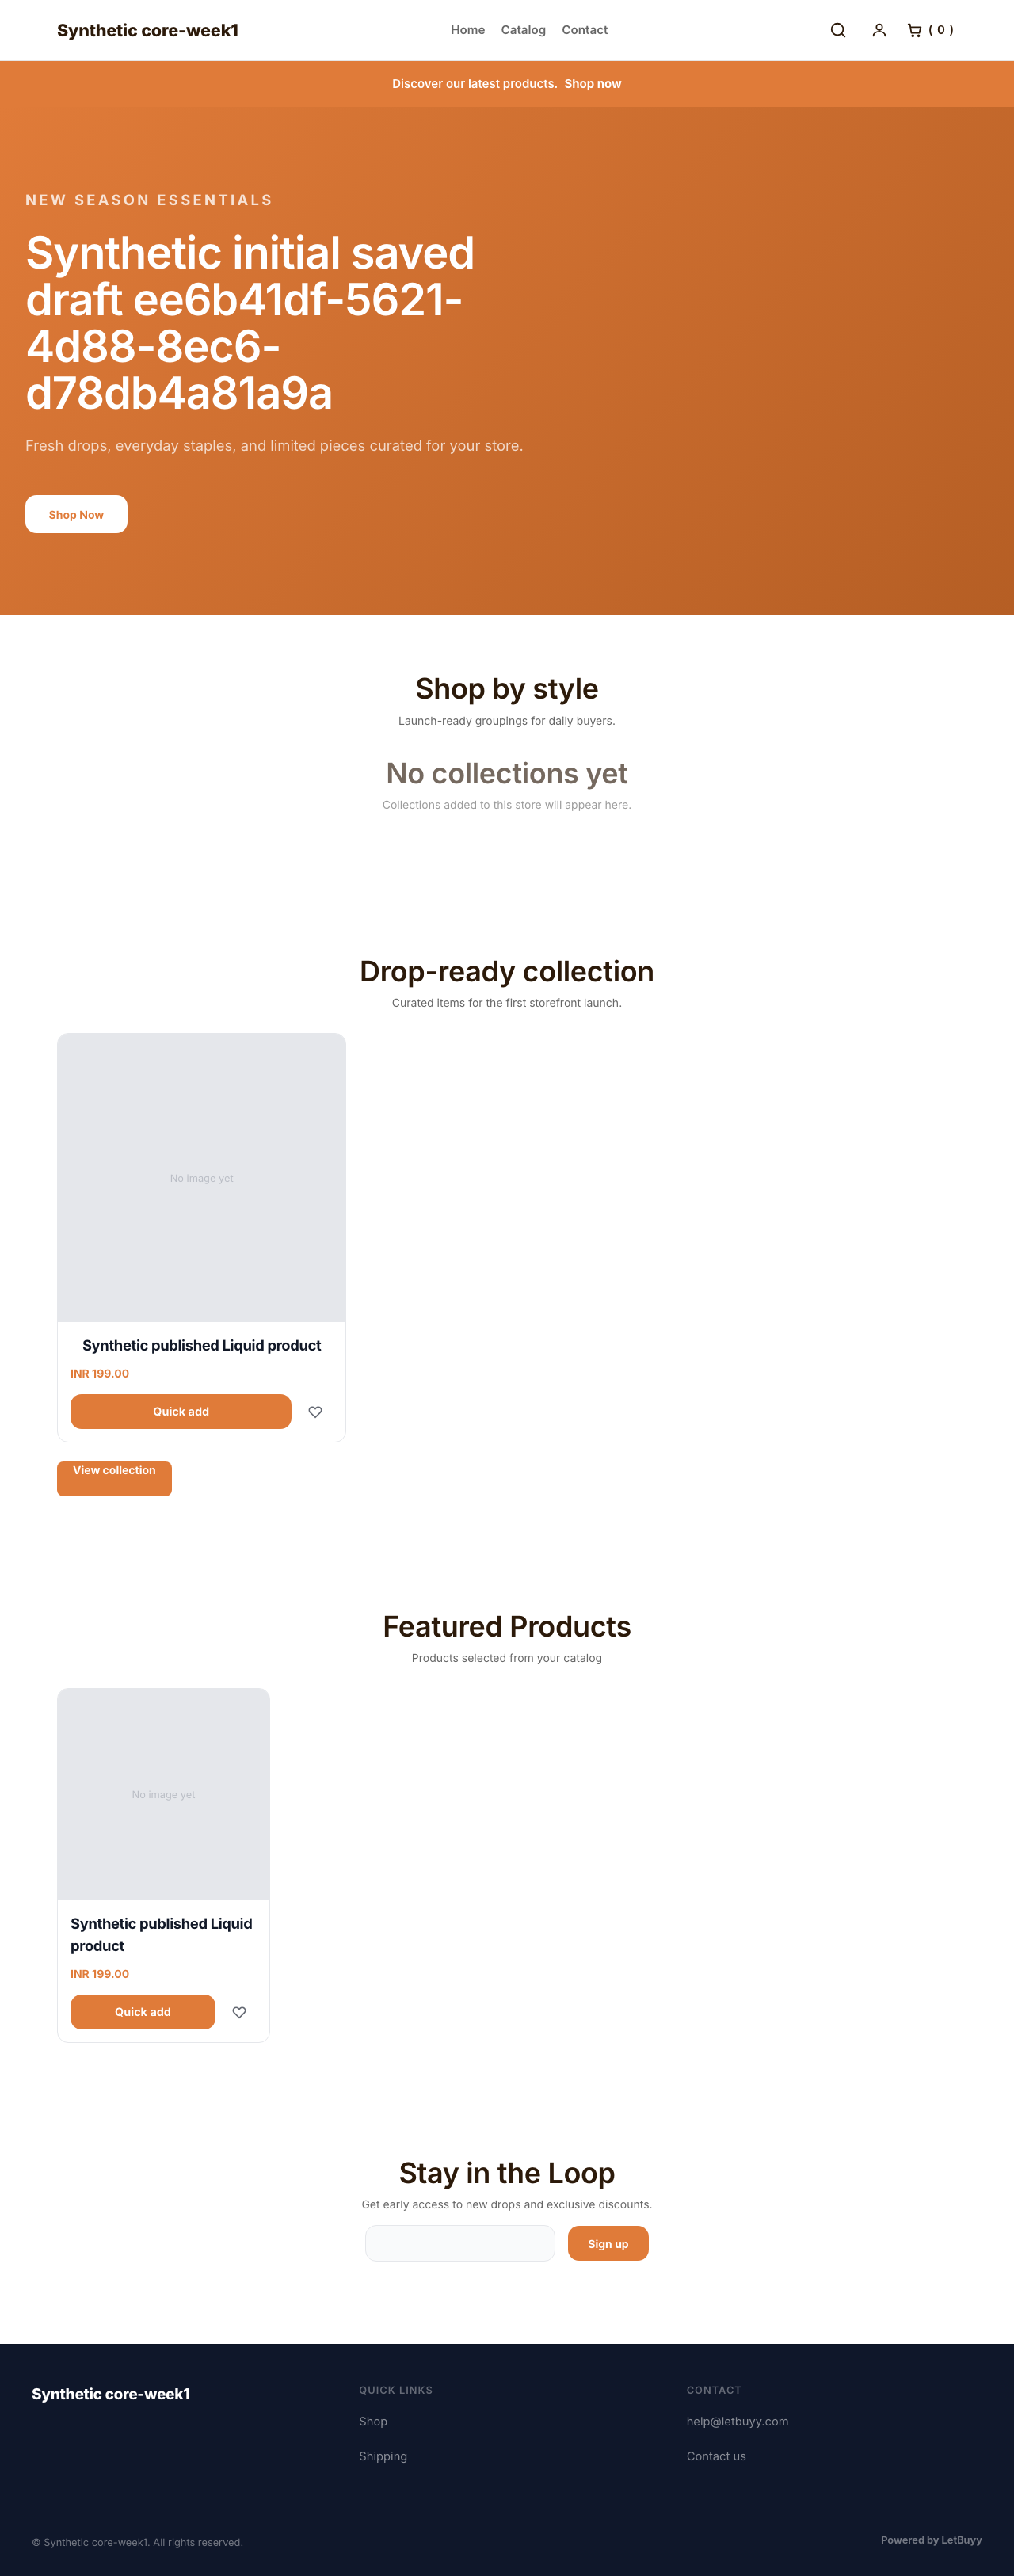 Synthetic core-week1
Home Catalog Contact
( 0 )
Discover our latest products. Shop now
NEW SEASON ESSENTIALS
Synthetic initial saved
draft ee6b41df-5621-
4d88-8ec6-
d78db4a81a9a
Fresh drops, everyday staples, and limited pieces curated for your store.
Shop Now
Shop by style
Launch-ready groupings for daily buyers.
No collections yet
Collections added to this store will appear here.
Drop-ready collection
Curated items for the first storefront launch.
No image yet
Synthetic published Liquid product
INR 199.00
Quick add
View collection
Featured Products
Products selected from your catalog
No image yet
Synthetic published Liquid
product
INR 199.00
Quick add
Stay in the Loop
Get early access to new drops and exclusive discounts.
Sign up
Synthetic core-week1
QUICK LINKS
Shop
Shipping
CONTACT
help@letbuyy.com
Contact us
© Synthetic core-week1. All rights reserved.
Powered by LetBuyy